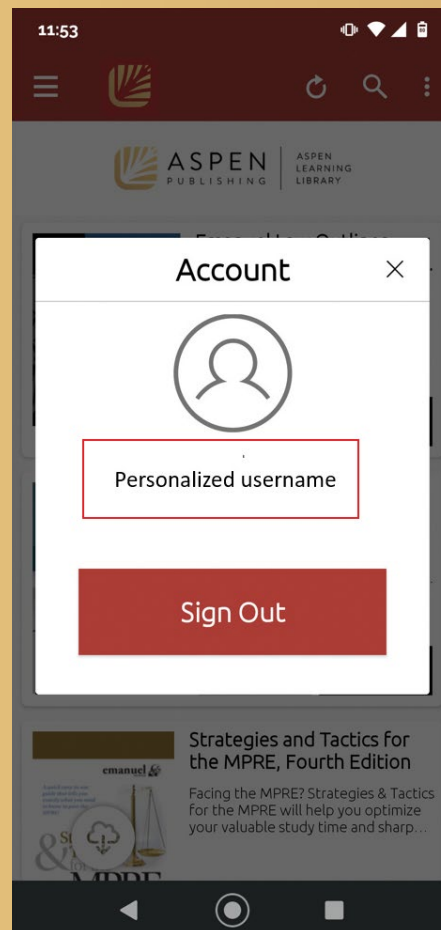 11:53
ASPEN
PUBLISHING
ASPEN
LEARNING
LIBRARY
Account
Personalized username
Sign Out
Strategies and Tactics for
the MPRE, Fourth Edition
Facing the MPRE? Strategies & Tactics
for the MPRE will help you optimize
your valuable study time and sharp...
emanuel
MPRE